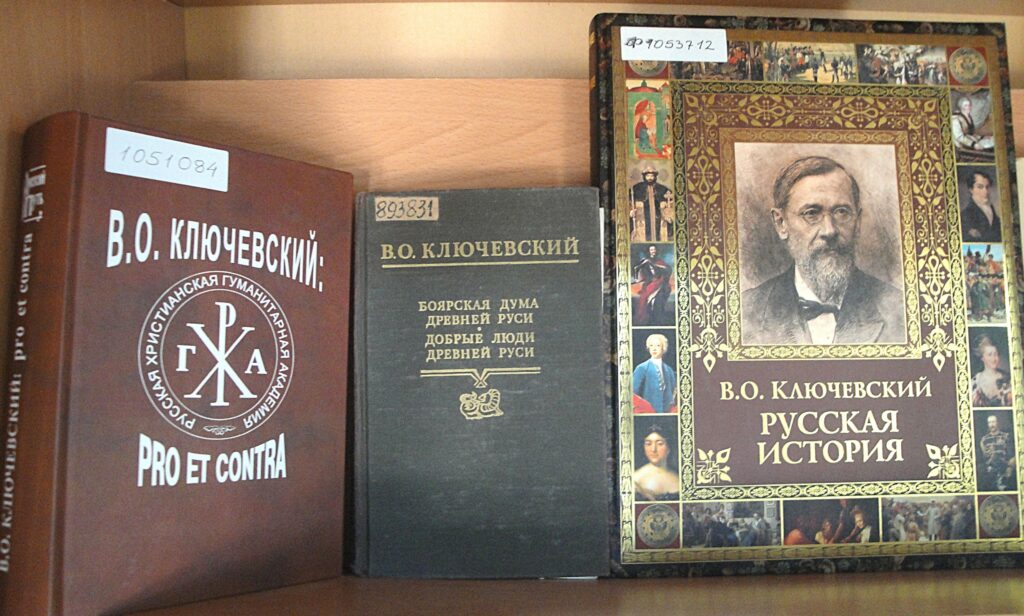 В.О. КЛЮЧЕВСКИЙ: pro et contra
1051084
В.О. КЛЮЧЕВСКИЙ:
РУССКАЯ ХРИСТИАНСКАЯ ГУМАНИТАРНАЯ АКАДЕМИЯ
Р
Г Х А
PRO ET CONTRA
893831
В.О. КЛЮЧЕВСКИЙ
БОЯРСКАЯ ДУМА
ДРЕВНЕЙ РУСИ
ДОБРЫЕ ЛЮДИ
ДРЕВНЕЙ РУСИ
1053712
В.О. КЛЮЧЕВСКИЙ
РУССКАЯ
ИСТОРИЯ